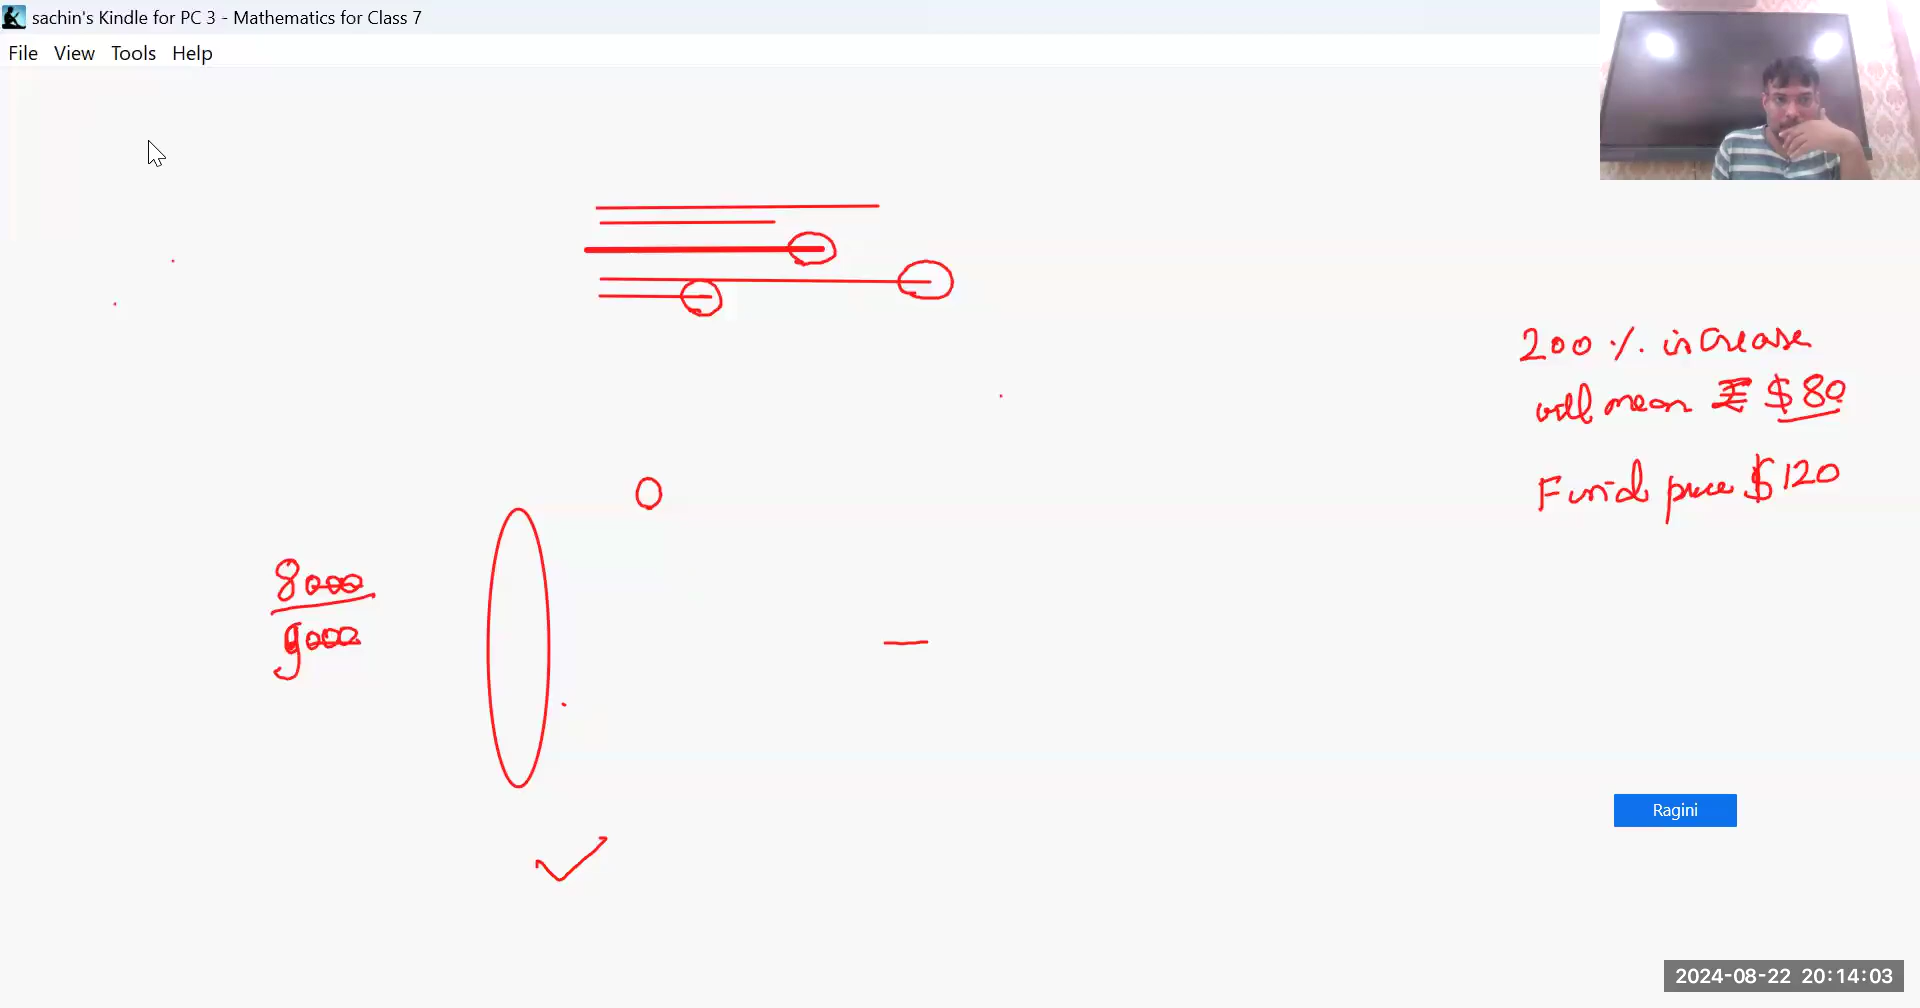 sachin's Kindle for PC 3 - Mathematics for Class 7
File View Tools Help
200 % increase
will mean $80
Final price $120
0
8000
9000
Ragini
2024-08-22 20:14:03